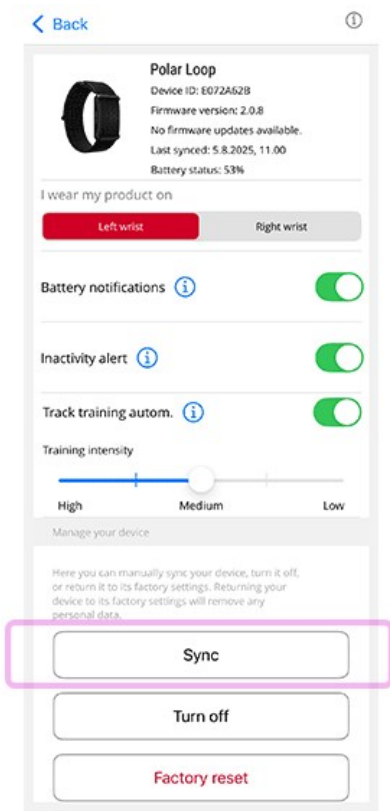 Back
Polar Loop
Device ID: E072A62B
Firmware version: 2.0.8
No firmware updates available.
Last synced: 5.8.2025, 11.00
Battery status: 53%
I wear my product on
Left wrist Right wrist
Battery notifications
Inactivity alert
Track training autom.
Training intensity
High Medium Low
Manage your device
Here you can manually sync your device, turn it off,
or return it to its factory settings. Returning your
device to its factory settings will remove any
personal data.
Sync
Turn off
Factory reset